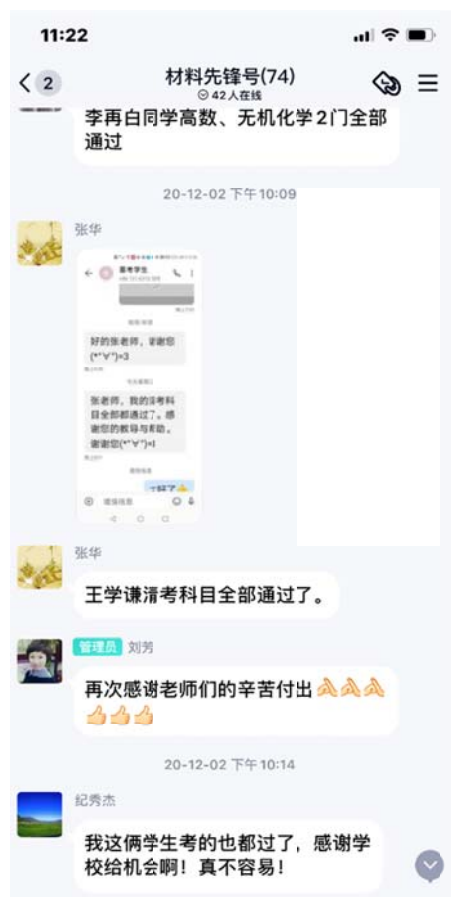 11:22
2
材料先锋号(74)
42人在线
李再白同学高数、无机化学2门全部
通过
20-12-02 下午10:09
张华
好的张老师，谢谢您
(*"∀")=3
张老师，我的清考科
目全部都通过了。感
谢您的教导与帮助。
张华
王学谦清考科目全部通过了。
管理员 刘芳
再次感谢老师们的辛苦付出🙏🙏🙏
👍👍👍
20-12-02 下午10:14
纪秀杰
我这俩学生考的也都过了，感谢学
校给机会啊！真不容易！